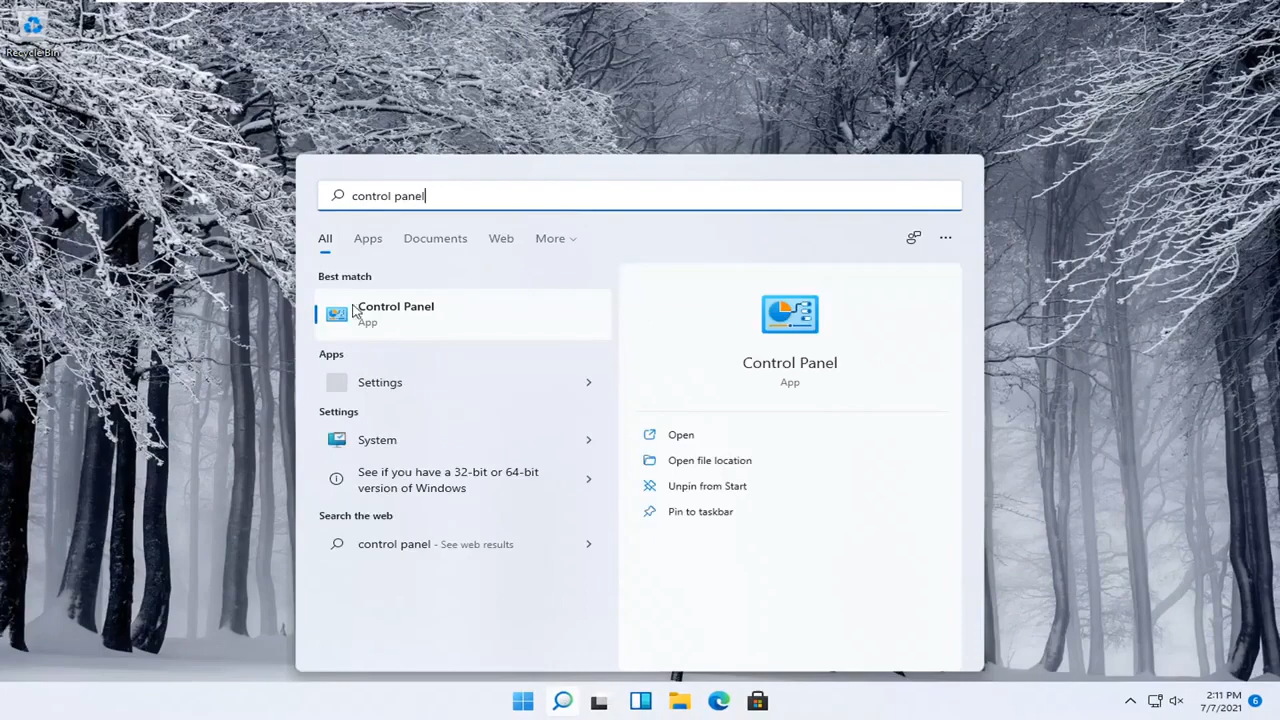 Recycle Bin
control panel
All Apps Documents Web More
Best match
Control Panel
App
Apps
Settings
Settings
System
See if you have a 32-bit or 64-bit
version of Windows
Search the web
control panel - See web results
Control Panel
App
Open
Open file location
Unpin from Start
Pin to taskbar
2:11 PM
7/7/2021
6